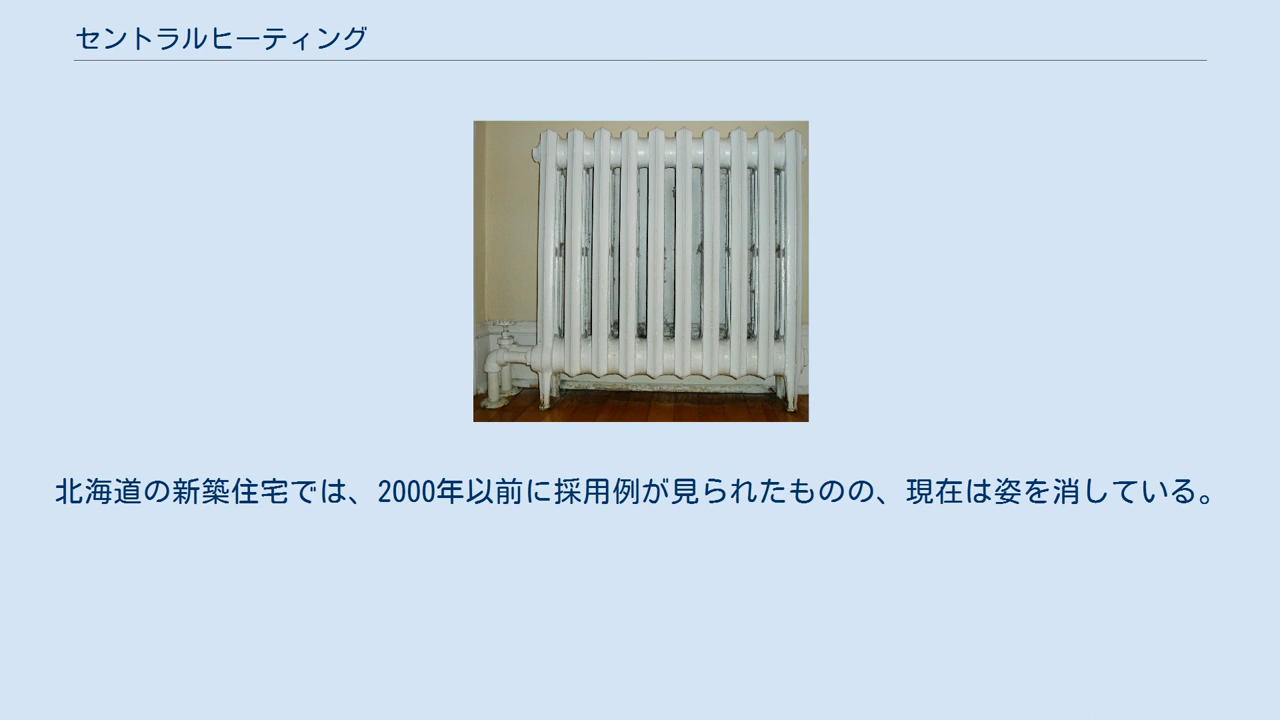 セントラルヒーティング
北海道の新築住宅では、2000年以前に採用例が見られたものの、現在は姿を消している。